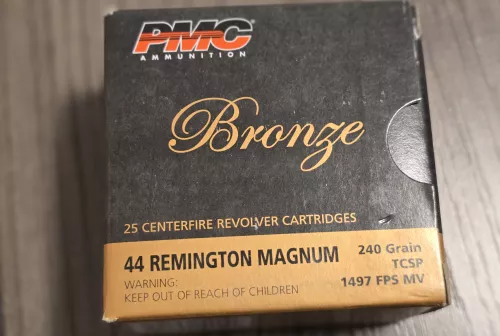 PMC
AMMUNITION
Bronze
25 CENTERFIRE REVOLVER CARTRIDGES
44 REMINGTON MAGNUM
240 Grain
TCSP
1497 FPS MV
WARNING:
KEEP OUT OF REACH OF CHILDREN